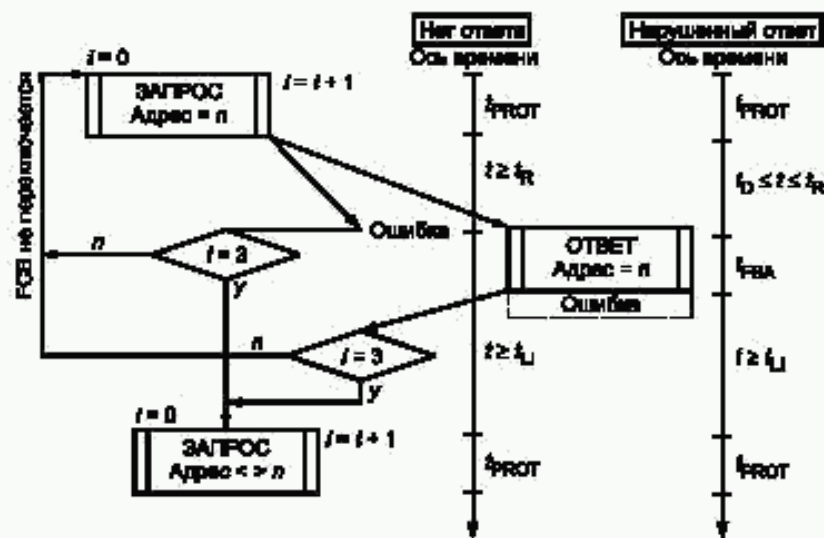 Нет ответа
Нарушенный ответ
Ось времени
Ось времени
i = 0
ЗАПРОС
Адрес = n
i = i + 1
t_PROT
t_PROT
FCB не переключается
t ≥ t_R
t_D ≤ t ≤ t_R
Ошибка
n
i = 3
y
ОТВЕТ
Адрес = n
Ошибка
t_FBA
n
i = 3
y
t ≥ t_LI
t ≥ t_LI
i = 0
ЗАПРОС
Адрес < > n
i = i + 1
t_PROT
t_PROT